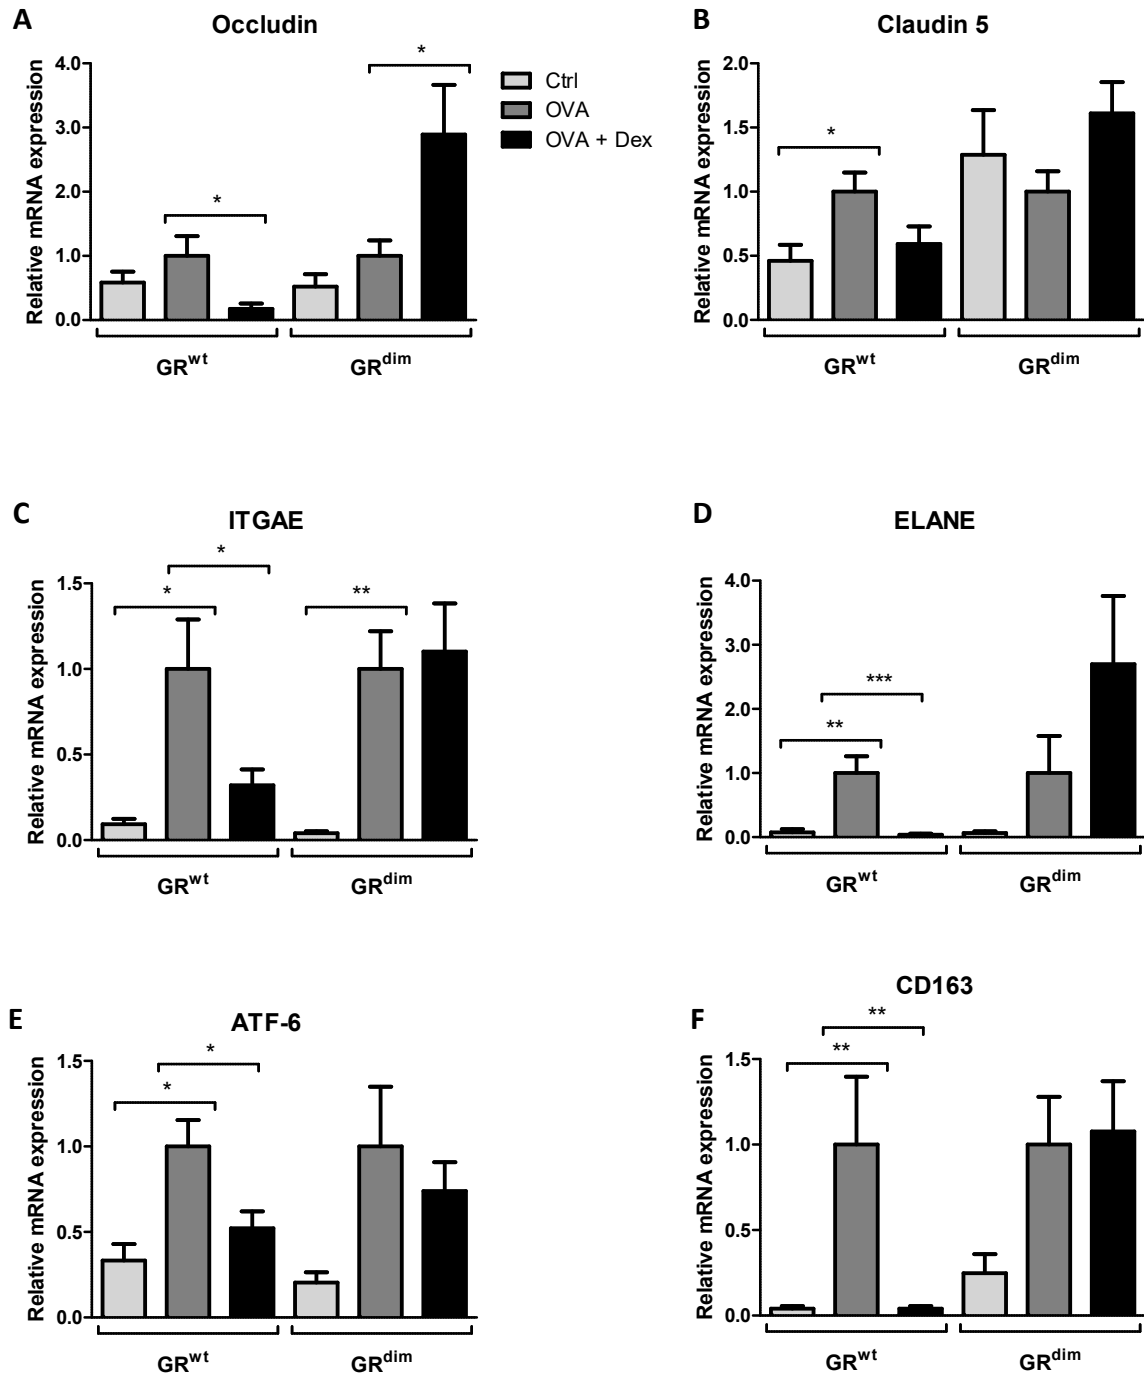 A
Occludin
Relative mRNA expression
4.0
3.0
2.0
1.0
0.0
*
*
GRwt
GRdim
Ctrl
OVA
OVA + Dex
B
Claudin 5
Relative mRNA expression
2.0
1.5
1.0
0.5
0.0
*
GRwt
GRdim
C
ITGAE
Relative mRNA expression
1.5
1.0
0.5
0.0
*
*
**
GRwt
GRdim
D
ELANE
Relative mRNA expression
4.0
3.0
2.0
1.0
0.0
***
**
GRwt
GRdim
E
ATF-6
Relative mRNA expression
1.5
1.0
0.5
0.0
*
*
GRwt
GRdim
F
CD163
Relative mRNA expression
1.5
1.0
0.5
0.0
**
**
GRwt
GRdim